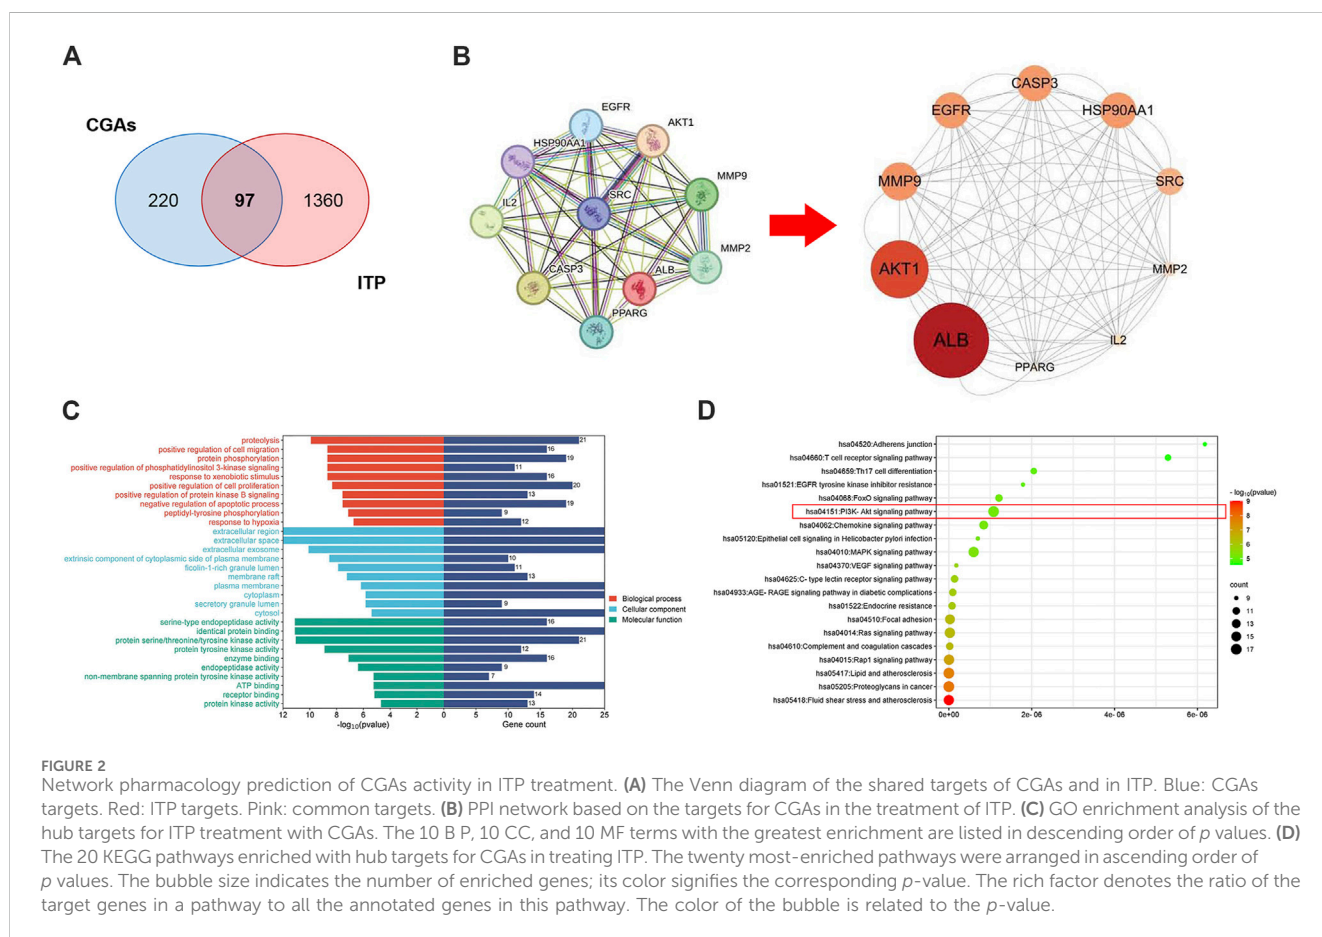 A
CGAs
220
97
1360
ITP
B
EGFR
AKT1
HSP90AA1
MMP9
SRC
IL2
MMP2
CASP3
ALB
PPARG
CASP3
EGFR
HSP90AA1
MMP9
SRC
AKT1
MMP2
ALB
IL2
PPARG
C
proteolysis 21
positive regulation of cell migration 16
protein phosphorylation 19
positive regulation of phosphatidylinositol 3-kinase signaling 11
response to xenobiotic stimulus 16
positive regulation of cell proliferation 20
positive regulation of protein kinase B signaling 13
negative regulation of apoptotic process 19
peptidyl-tyrosine phosphorylation 9
response to hypoxia 12
extracellular region
extracellular space
extracellular exosome
extrinsic component of cytoplasmic side of plasma membrane 10
ficolin-1-rich granule lumen 11
membrane raft 13
plasma membrane
cytoplasm
secretory granule lumen 9
cytosol
serine-type endopeptidase activity 16
identical protein binding
protein serine/threonine/tyrosine kinase activity 21
protein tyrosine kinase activity 12
enzyme binding 16
endopeptidase activity 9
non-membrane spanning protein tyrosine kinase activity 7
ATP binding
receptor binding 14
protein kinase activity 13
12 10 8 6 4 2 0 5 10 15 20 25
-log10(pvalue) Gene count
Biological process
Cellular component
Molecular function
D
hsa04520:Adherens junction
hsa04660:T cell receptor signaling pathway
hsa04659:Th17 cell differentiation
hsa01521:EGFR tyrosine kinase inhibitor resistance
hsa04068:FoxO signaling pathway
hsa04151:PI3K- Akt signaling pathway
hsa04062:Chemokine signaling pathway
hsa05120:Epithelial cell signaling in Helicobacter pylori infection
hsa04010:MAPK signaling pathway
hsa04370:VEGF signaling pathway
hsa04625:C- type lectin receptor signaling pathway
hsa04933:AGE- RAGE signaling pathway in diabetic complications
hsa01522:Endocrine resistance
hsa04510:Focal adhesion
hsa04014:Ras signaling pathway
hsa04610:Complement and coagulation cascades
hsa04015:Rap1 signaling pathway
hsa05417:Lipid and atherosclerosis
hsa05205:Proteoglycans in cancer
hsa05418:Fluid shear stress and atherosclerosis
0e+00 2e- 06 4e- 06 6e- 06
- log10(pvalue)
9
8
7
6
5
count
9
11
13
15
17
FIGURE 2
Network pharmacology prediction of CGAs activity in ITP treatment. (A) The Venn diagram of the shared targets of CGAs and in ITP. Blue: CGAs
targets. Red: ITP targets. Pink: common targets. (B) PPI network based on the targets for CGAs in the treatment of ITP. (C) GO enrichment analysis of the
hub targets for ITP treatment with CGAs. The 10 B P, 10 CC, and 10 MF terms with the greatest enrichment are listed in descending order of p values. (D)
The 20 KEGG pathways enriched with hub targets for CGAs in treating ITP. The twenty most-enriched pathways were arranged in ascending order of
p values. The bubble size indicates the number of enriched genes; its color signifies the corresponding p-value. The rich factor denotes the ratio of the
target genes in a pathway to all the annotated genes in this pathway. The color of the bubble is related to the p-value.